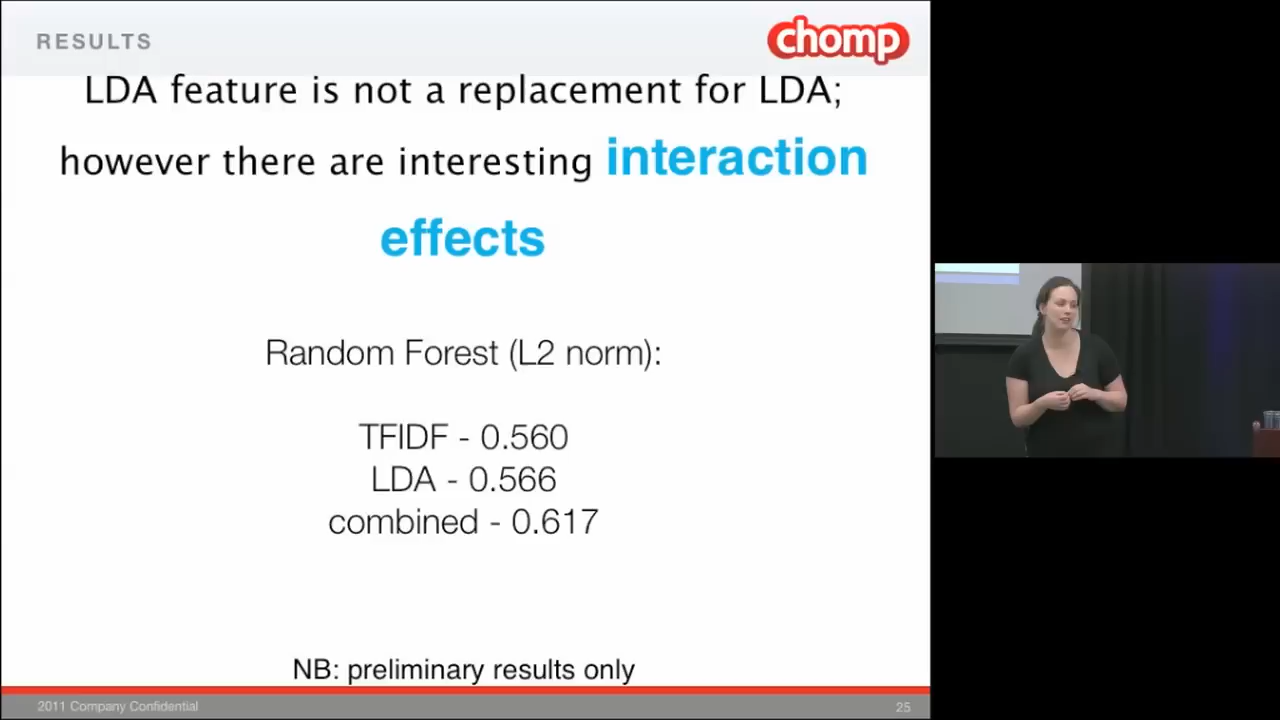 RESULTS
chomp
LDA feature is not a replacement for LDA;
however there are interesting interaction
effects
Random Forest (L2 norm):
TFIDF - 0.560
LDA - 0.566
combined - 0.617
NB: preliminary results only
2011 Company Confidential
25